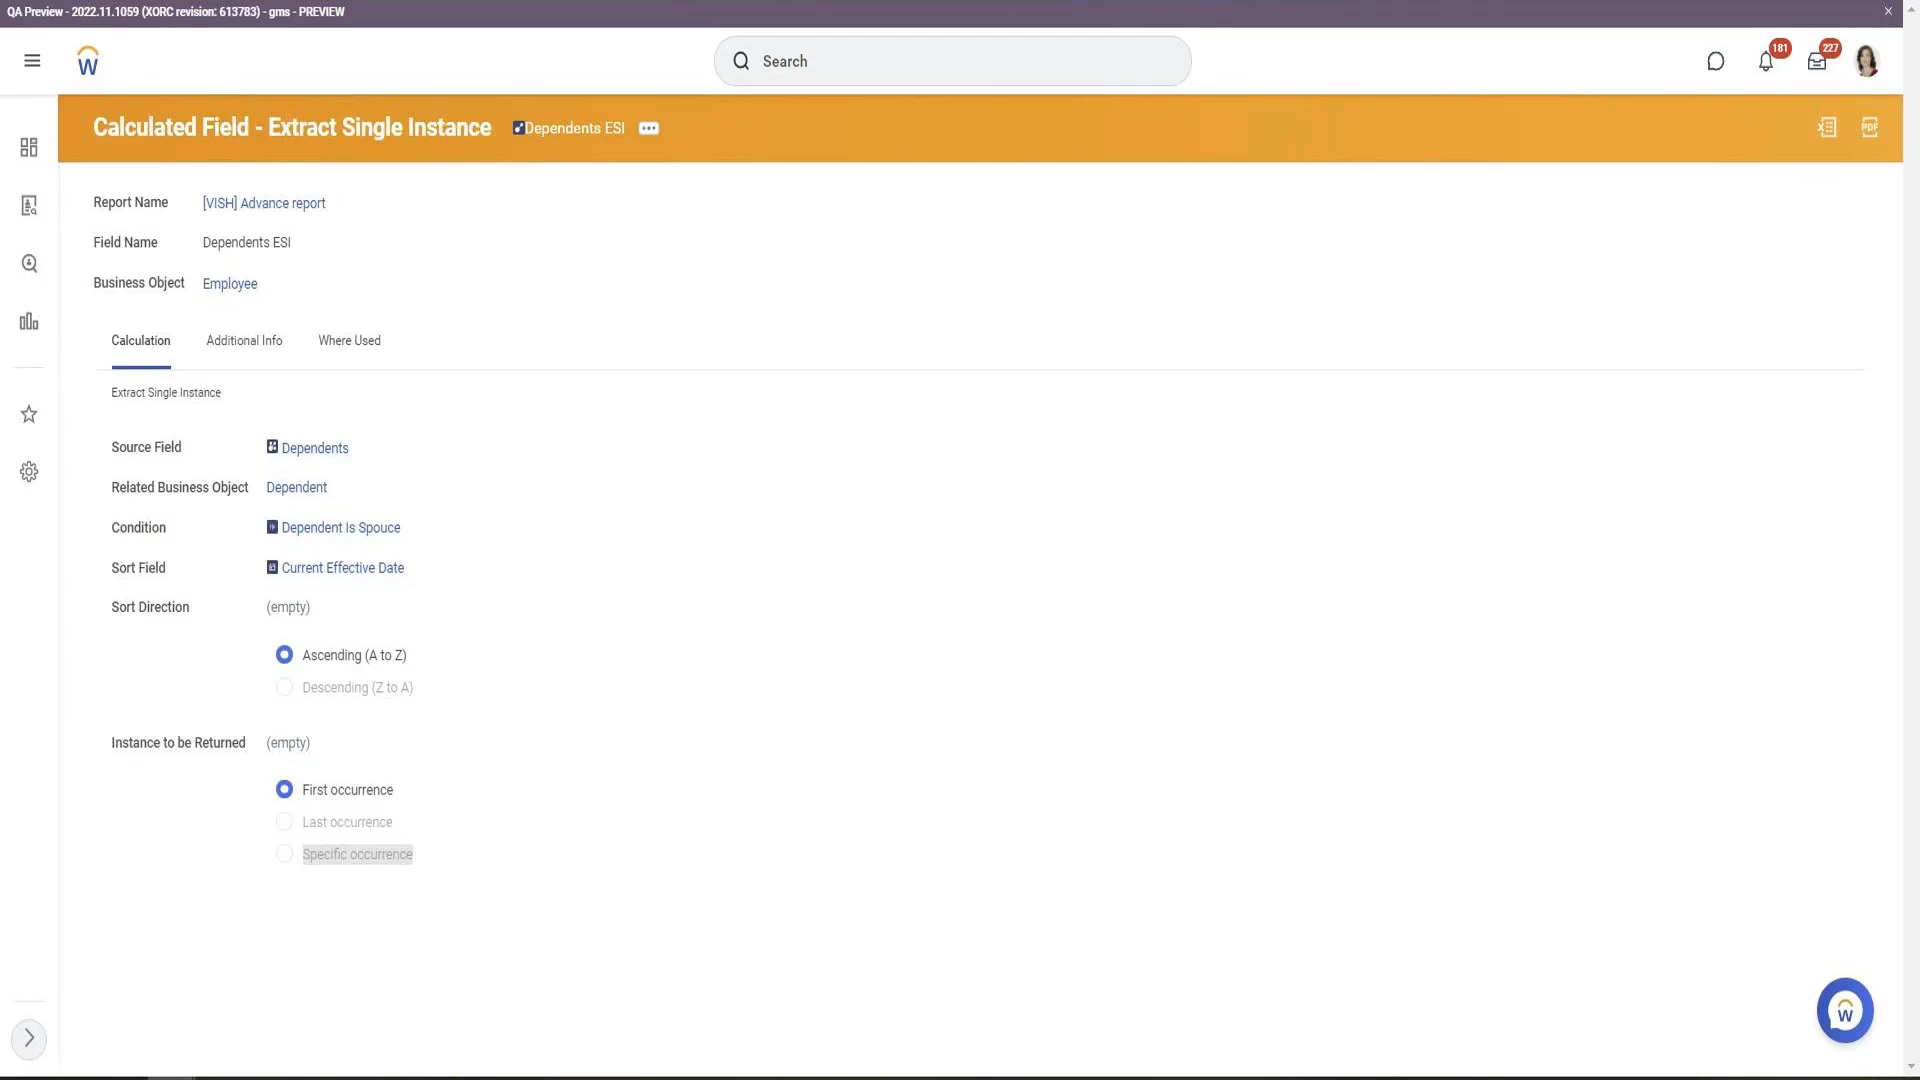 QA Preview - 2022.11.1059 (XORC revision: 613783) - gms - PREVIEW
W
Search
181
227
Calculated Field - Extract Single Instance
Dependents ESI
PDF
Report Name [VISH] Advance report
Field Name Dependents ESI
Business Object Employee
Calculation Additional Info Where Used
Extract Single Instance
Source Field Dependents
Related Business Object Dependent
Condition Dependent Is Spouce
Sort Field Current Effective Date
Sort Direction (empty)
Ascending (A to Z)
Descending (Z to A)
Instance to be Returned (empty)
First occurrence
Last occurrence
Specific occurrence
W